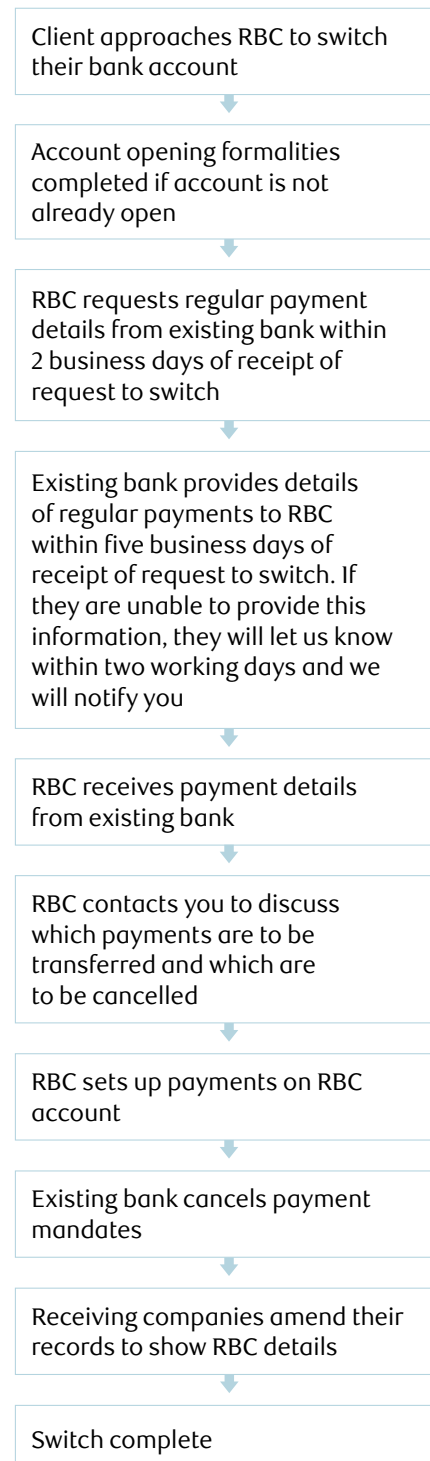 Client approaches RBC to switch
their bank account
Account opening formalities
completed if account is not
already open
RBC requests regular payment
details from existing bank within
2 business days of receipt of
request to switch
Existing bank provides details
of regular payments to RBC
within five business days of
receipt of request to switch. If
they are unable to provide this
information, they will let us know
within two working days and we
will notify you
RBC receives payment details
from existing bank
RBC contacts you to discuss
which payments are to be
transferred and which are
to be cancelled
RBC sets up payments on RBC
account
Existing bank cancels payment
mandates
Receiving companies amend their
records to show RBC details
Switch complete